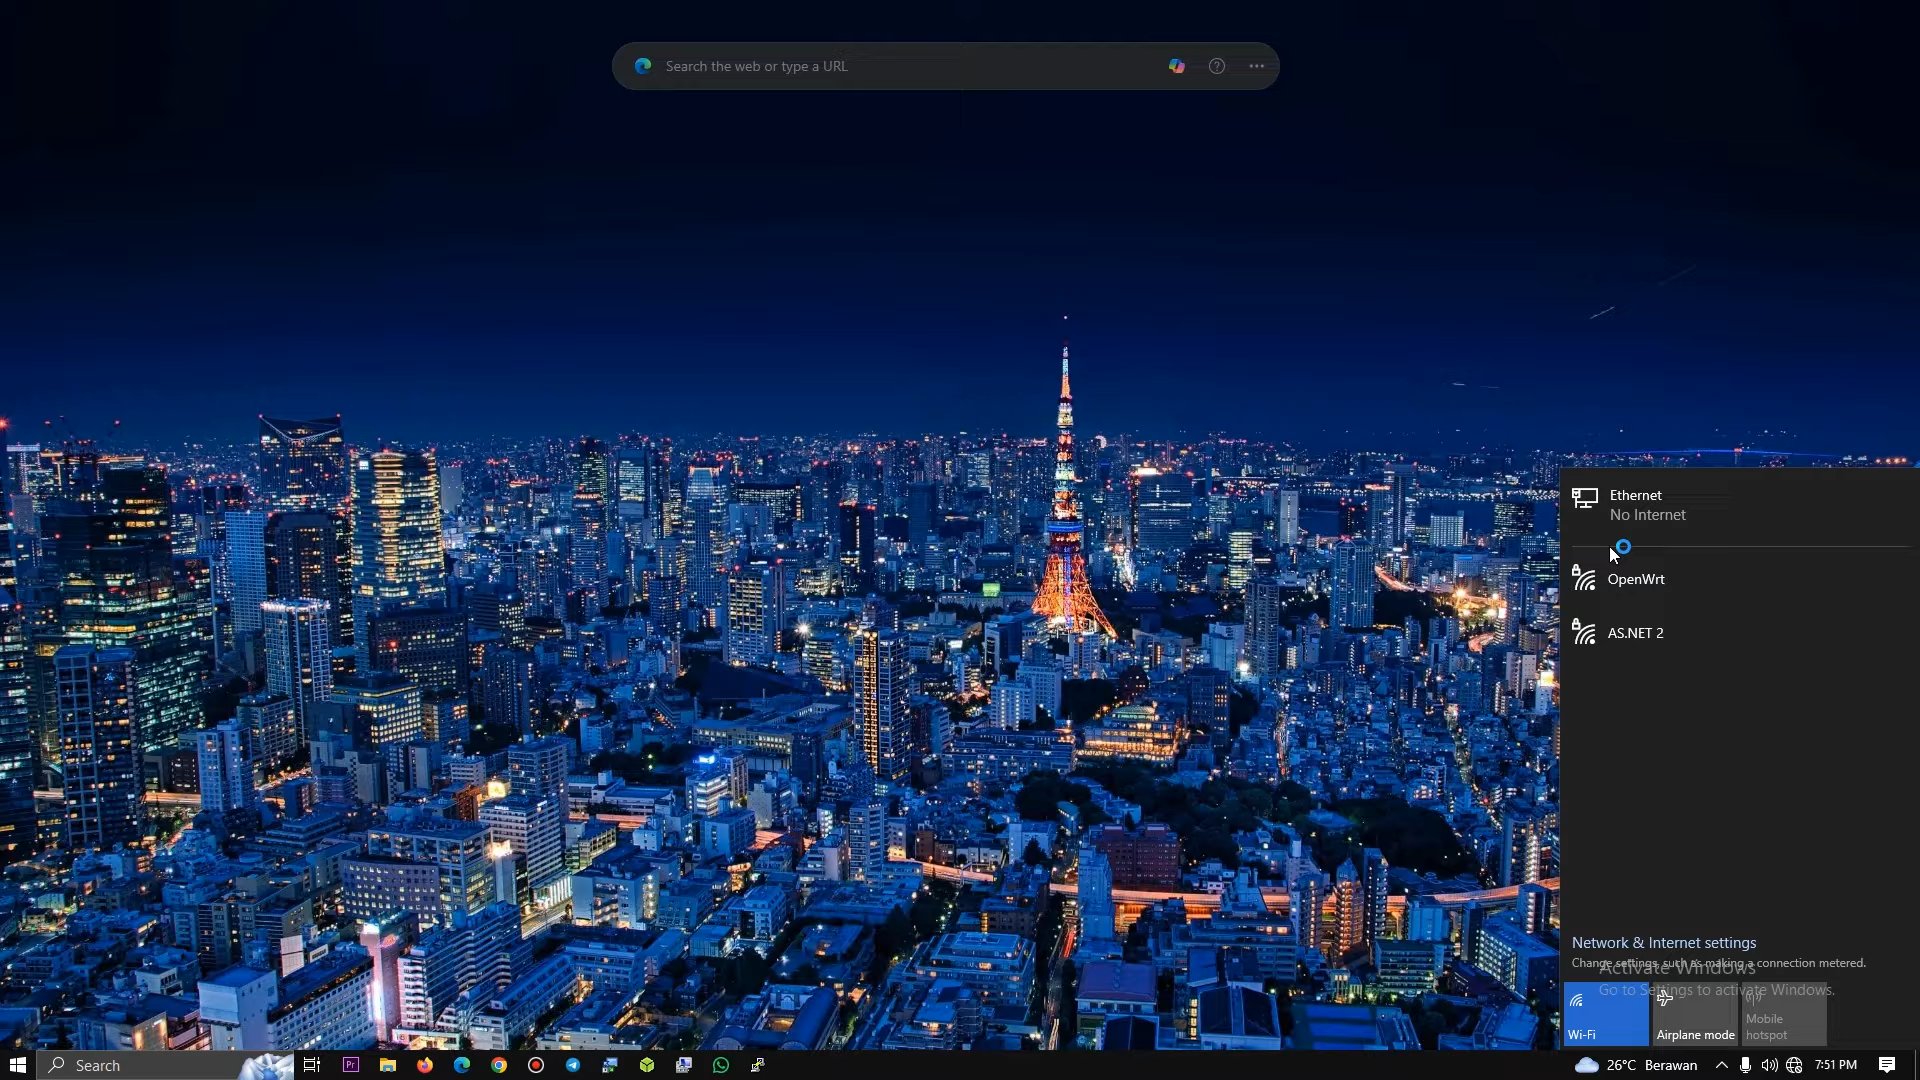 Search the web or type a URL
Ethernet
No Internet
OpenWrt
AS.NET 2
Network & Internet settings
Change settings, such as making a connection metered.
Activate Windows
Go to Settings to activate Windows.
Wi-Fi
Airplane mode
Mobile
hotspot
Search
Pr
26°C Berawan
7:51 PM